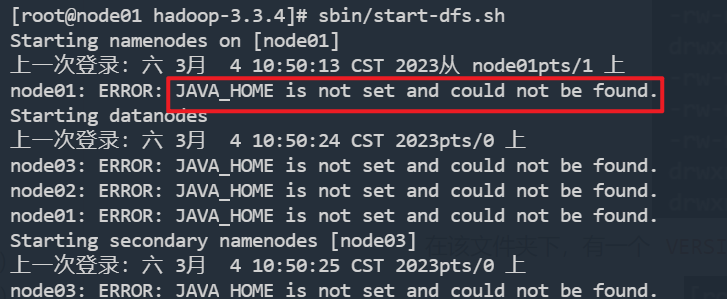 [root@node01 hadoop-3.3.4]# sbin/start-dfs.sh
Starting namenodes on [node01]
上一次登录: 六 3月  4 10:50:13 CST 2023从 node01pts/1 上
node01: ERROR: JAVA_HOME is not set and could not be found.
Starting datanodes
上一次登录: 六 3月  4 10:50:24 CST 2023pts/0 上
node03: ERROR: JAVA_HOME is not set and could not be found.
node02: ERROR: JAVA_HOME is not set and could not be found.
node01: ERROR: JAVA_HOME is not set and could not be found.
Starting secondary namenodes [node03]
上一次登录: 六 3月  4 10:50:25 CST 2023pts/0 上
node03: ERROR: JAVA_HOME is not set and could not be found.